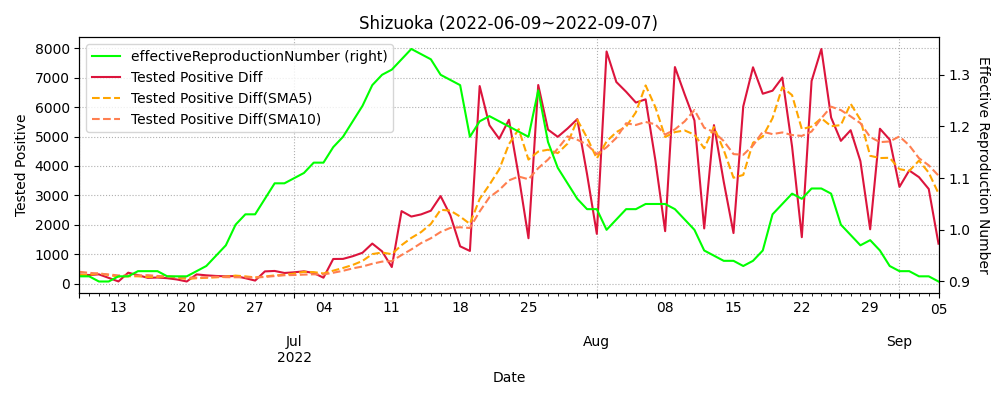 Shizuoka (2022-06-09~2022-09-07)
effectiveReproductionNumber (right)
Tested Positive Diff
Tested Positive Diff(SMA5)
Tested Positive Diff(SMA10)
Tested Positive
8000
7000
6000
5000
4000
3000
2000
1000
0
1.3
1.2
1.1
1.0
0.9
Effective Reproduction Number
13 20 27 04 11 18 25 08 15 22 29 05
Jul Aug Sep
2022
Date